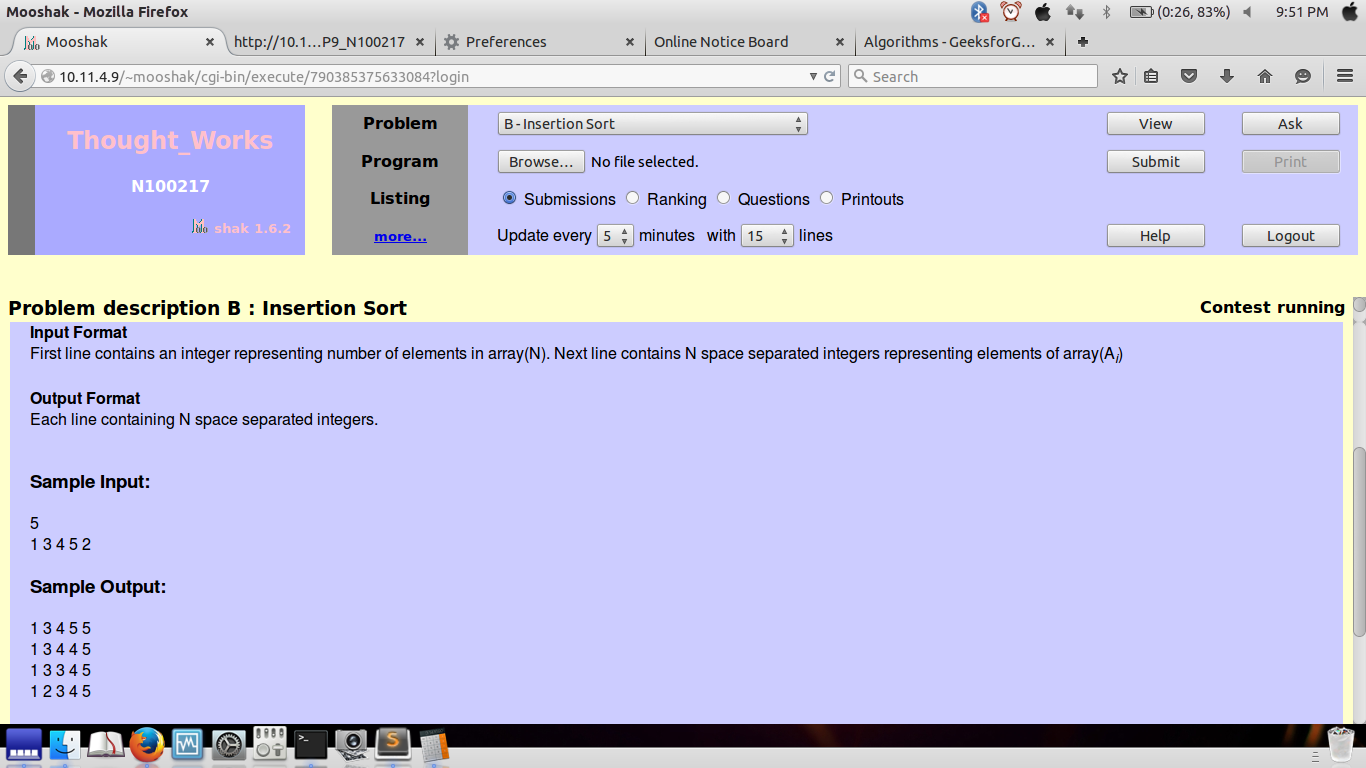 Mooshak - Mozilla Firefox
(0:26, 83%) 9:51 PM
Mooshak × http://10.1...P9_N100217 × Preferences × Online Notice Board × Algorithms - GeeksforG... ×
10.11.4.9/~mooshak/cgi-bin/execute/790385375633084?login Search
Thought_Works
N100217
Mooshak 1.6.2
Problem B - Insertion Sort View Ask
Program Browse... No file selected. Submit Print
Listing Submissions Ranking Questions Printouts
more... Update every 5 minutes with 15 lines Help Logout
Problem description B : Insertion Sort Contest running
Input Format
First line contains an integer representing number of elements in array(N). Next line contains N space separated integers representing elements of array(Ai)
Output Format
Each line containing N space separated integers.
Sample Input:
5
1 3 4 5 2
Sample Output:
1 3 4 5 5
1 3 4 4 5
1 3 3 4 5
1 2 3 4 5